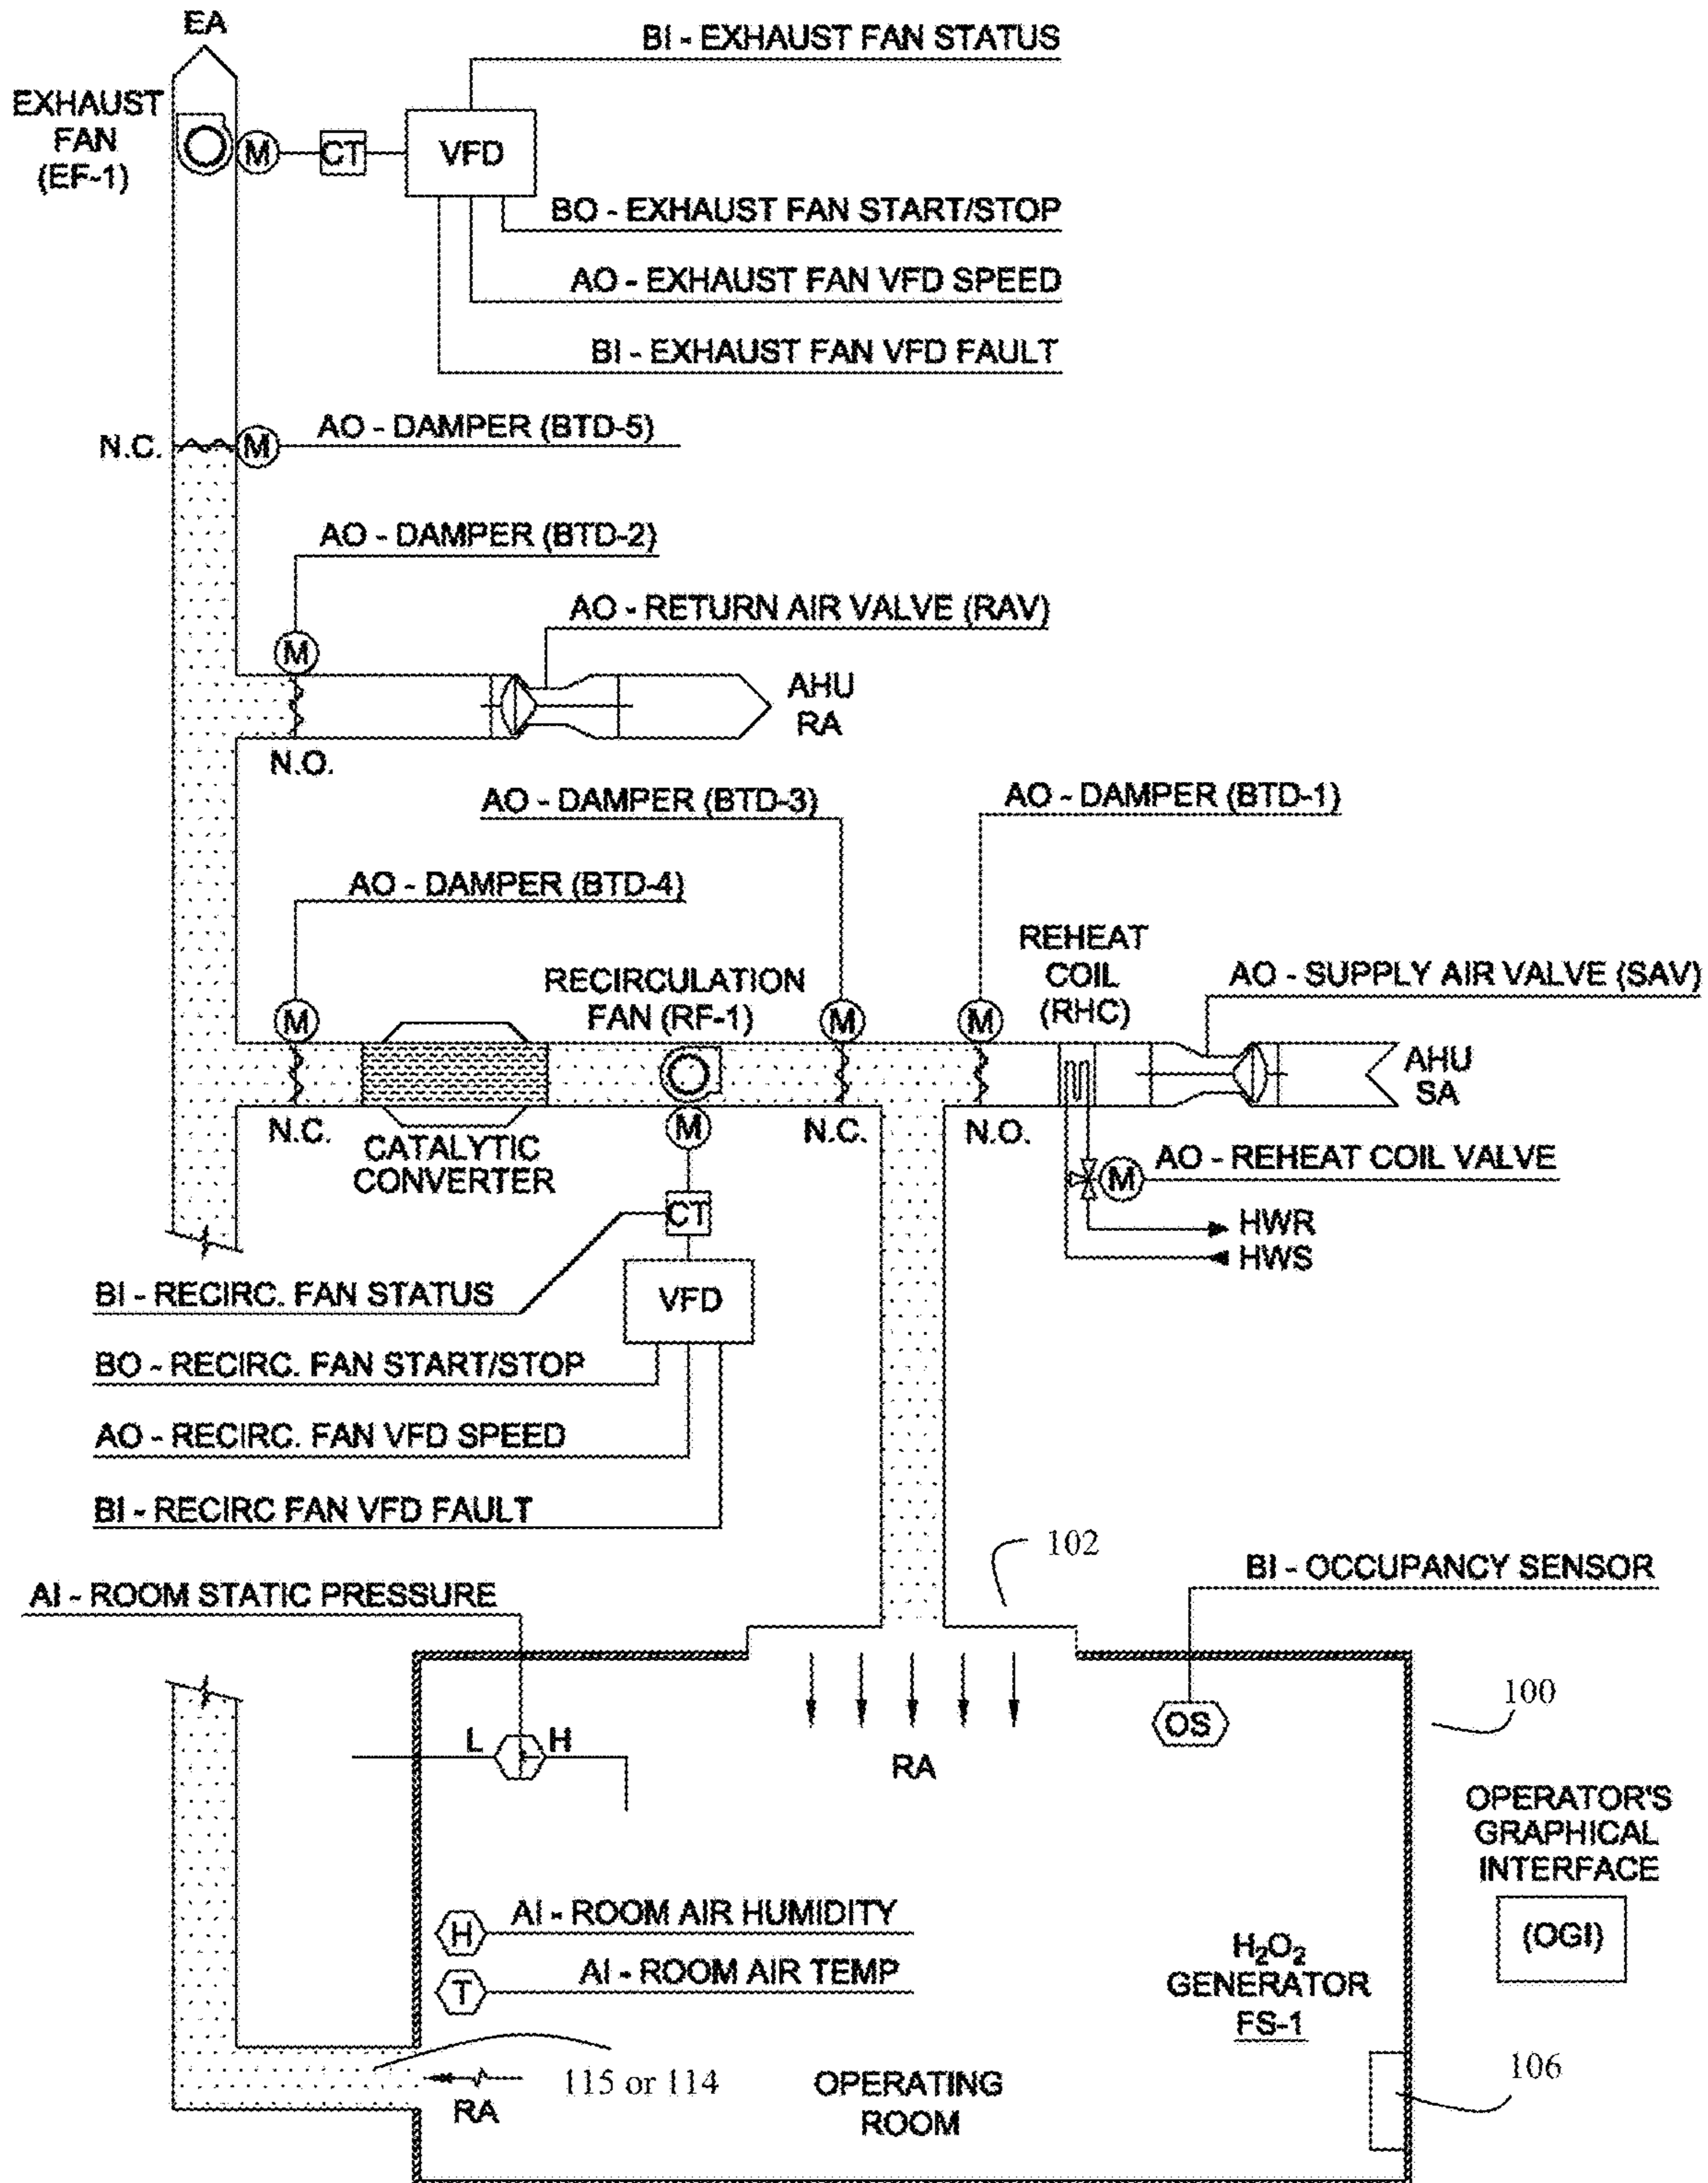 EA
BI - EXHAUST FAN STATUS
EXHAUST
FAN
(EF-1)
M
CT
VFD
BO - EXHAUST FAN START/STOP
AO - EXHAUST FAN VFD SPEED
BI - EXHAUST FAN VFD FAULT
N.C.
M
AO - DAMPER (BTD-5)
AO - DAMPER (BTD-2)
AO - RETURN AIR VALVE (RAV)
M
AHU
RA
N.O.
AO - DAMPER (BTD-3)
AO - DAMPER (BTD-1)
AO - DAMPER (BTD-4)
REHEAT
COIL
(RHC)
AO - SUPPLY AIR VALVE (SAV)
RECIRCULATION
FAN (RF-1)
M
M
M
AHU
SA
N.C.
CATALYTIC
CONVERTER
M
N.C.
N.O.
M
AO - REHEAT COIL VALVE
HWR
HWS
CT
BI - RECIRC. FAN STATUS
VFD
BO - RECIRC. FAN START/STOP
AO - RECIRC. FAN VFD SPEED
BI - RECIRC FAN VFD FAULT
102
BI - OCCUPANCY SENSOR
AI - ROOM STATIC PRESSURE
100
OS
L
H
RA
OPERATOR'S
GRAPHICAL
INTERFACE
(OGI)
H
AI - ROOM AIR HUMIDITY
T
AI - ROOM AIR TEMP
H₂O₂
GENERATOR
FS-1
115 or 114
RA
OPERATING
ROOM
106